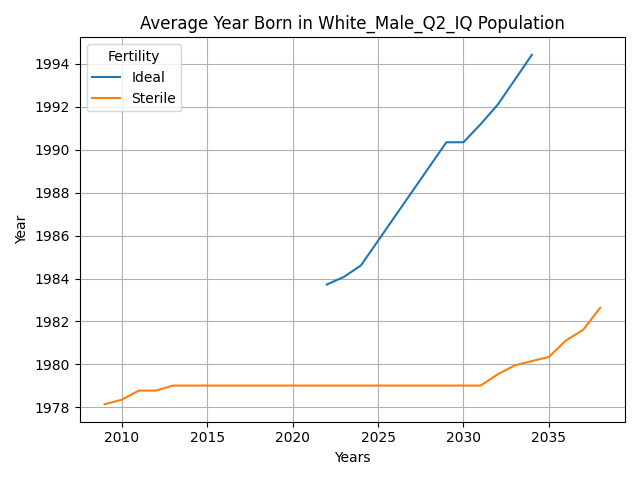 Average Year Born in White_Male_Q2_IQ Population
Fertility
Ideal
Sterile
Year
1994
1992
1990
1988
1986
1984
1982
1980
1978
2010 2015 2020 2025 2030 2035
Years